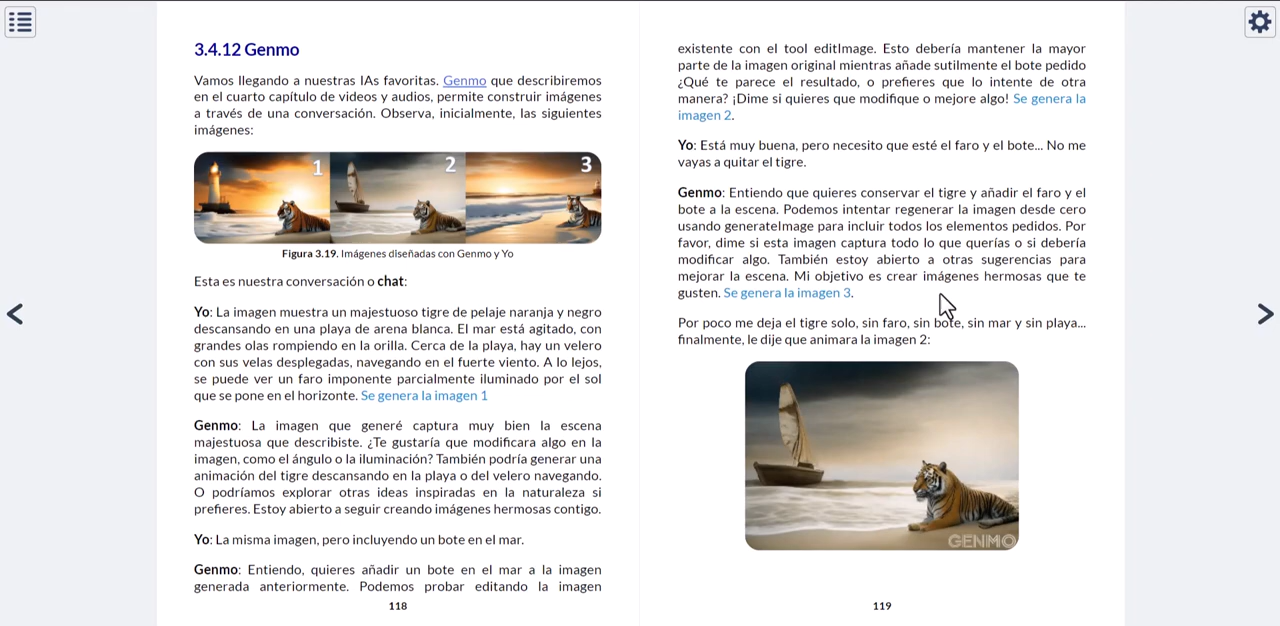 3.4.12 Genmo
Vamos llegando a nuestras IAs favoritas. Genmo que describiremos
en el cuarto capítulo de videos y audios, permite construir imágenes
a través de una conversación. Observa, inicialmente, las siguientes
imágenes:
1 2 3
Figura 3.19. Imágenes diseñadas con Genmo y Yo
Esta es nuestra conversación o chat:
Yo: La imagen muestra un majestuoso tigre de pelaje naranja y negro
descansando en una playa de arena blanca. El mar está agitado, con
grandes olas rompiendo en la orilla. Cerca de la playa, hay un velero
con sus velas desplegadas, navegando en el fuerte viento. A lo lejos,
se puede ver un faro imponente parcialmente iluminado por el sol
que se pone en el horizonte. Se genera la imagen 1
Genmo: La imagen que generé captura muy bien la escena
majestuosa que describiste. ¿Te gustaría que modificara algo en la
imagen, como el ángulo o la iluminación? También podría generar una
animación del tigre descansando en la playa o del velero navegando.
O podríamos explorar otras ideas inspiradas en la naturaleza si
prefieres. Estoy abierto a seguir creando imágenes hermosas contigo.
Yo: La misma imagen, pero incluyendo un bote en el mar.
Genmo: Entiendo, quieres añadir un bote en el mar a la imagen
generada anteriormente. Podemos probar editando la imagen
118
existente con el tool editImage. Esto debería mantener la mayor
parte de la imagen original mientras añade sutilmente el bote pedido
¿Qué te parece el resultado, o prefieres que lo intente de otra
manera? ¡Dime si quieres que modifique o mejore algo! Se genera la
imagen 2.
Yo: Está muy buena, pero necesito que esté el faro y el bote... No me
vayas a quitar el tigre.
Genmo: Entiendo que quieres conservar el tigre y añadir el faro y el
bote a la escena. Podemos intentar regenerar la imagen desde cero
usando generateImage para incluir todos los elementos pedidos. Por
favor, dime si esta imagen captura todo lo que querías o si debería
modificar algo. También estoy abierto a otras sugerencias para
mejorar la escena. Mi objetivo es crear imágenes hermosas que te
gusten. Se genera la imagen 3.
Por poco me deja el tigre solo, sin faro, sin bote, sin mar y sin playa...
finalmente, le dije que animara la imagen 2:
GENMO
119